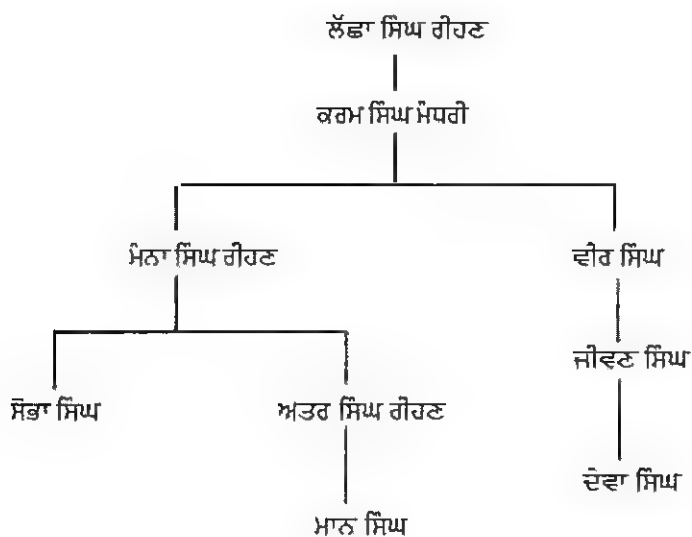 ਲੱਛਾ ਸਿੰਘ ਰੀਹਣ
ਕਰਮ ਸਿੰਘ ਮੰਧਰੀ
ਮੰਨਾ ਸਿੰਘ ਰੀਹਣ
ਵੀਰ ਸਿੰਘ
ਜੀਵਣ ਸਿੰਘ
ਸੋਭਾ ਸਿੰਘ
ਅਤਰ ਸਿੰਘ ਰੀਹਣ
ਦੇਵਾ ਸਿੰਘ
ਮਾਨ ਸਿੰਘ